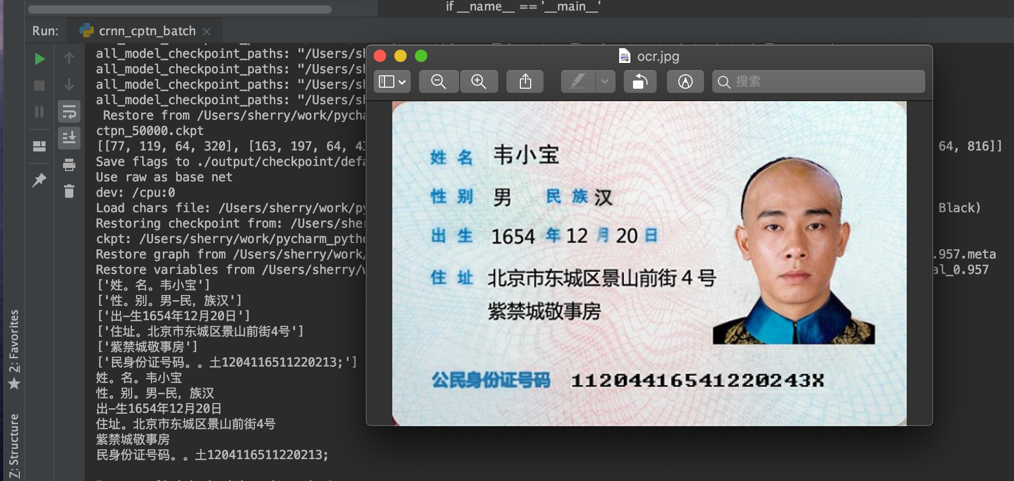 if __name__ == '__main__'
Run: crnn_cptn_batch ×
all_model_checkpoint_paths: "/Users/sh
all_model_checkpoint_paths: "/Users/sh
all_model_checkpoint_paths: "/Users/sh
all_model_checkpoint_paths: "/Users/sh
Restore from /Users/sherry/work/pychar
ctpn_50000.ckpt
[[77, 119, 64, 320], [163, 197, 64, 43 64, 816]]
Save flags to ./output/checkpoint/defa
Use raw as base net
dev: /cpu:0
Load chars file: /Users/sherry/work/py Black)
Restoring checkpoint from: /Users/sher
ckpt: /Users/sherry/work/pycharm_pytho
Restore graph from /Users/sherry/work/ .957.meta
Restore variables from /Users/sherry/w al_0.957
['姓。名。韦小宝']
['性。别。男-民，族汉']
['出-生1654年12月20日']
['住址。北京市东城区景山前街4号']
['紫禁城敬事房']
['民身份证号码。。土1204116511220213;']
姓。名。韦小宝
性。别。男-民，族汉
出-生1654年12月20日
住址。北京市东城区景山前街4号
紫禁城敬事房
民身份证号码。。土1204116511220213;
2: Favorites
7: Structure
ocr.jpg
搜索
姓 名 韦小宝
性 别 男 民 族 汉
出 生 1654 年 12 月 20 日
住 址 北京市东城区景山前街 4 号
紫禁城敬事房
公民身份证号码 11204416541220243X